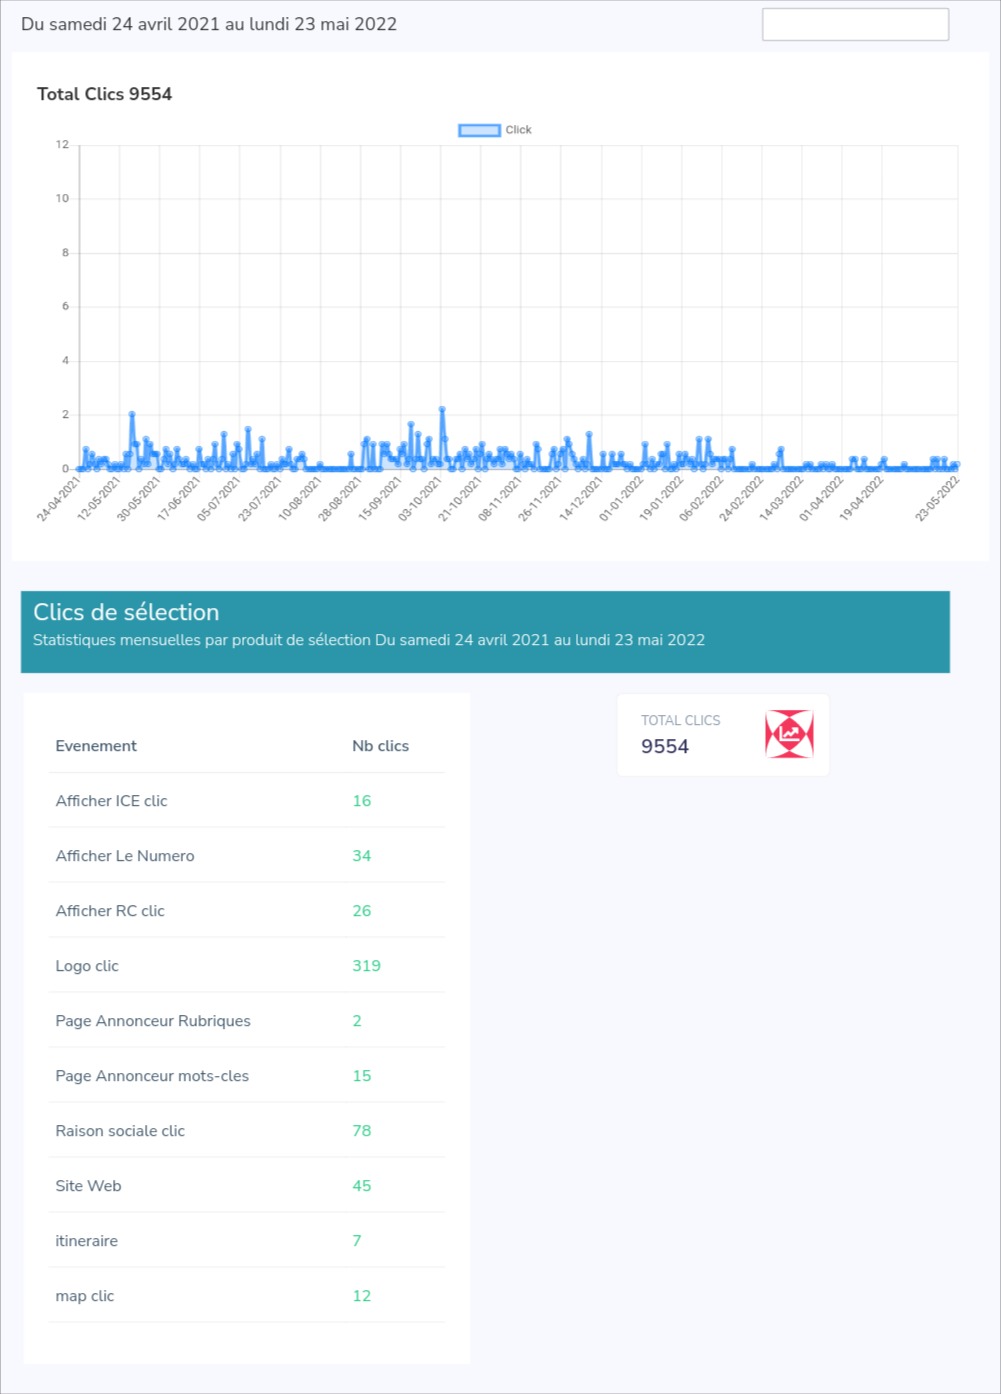 Du samedi 24 avril 2021 au lundi 23 mai 2022
Total Clics 9554
Click
12
10
8
6
4
2
0
24-04-2021
12-05-2021
30-05-2021
17-06-2021
05-07-2021
23-07-2021
10-08-2021
28-08-2021
15-09-2021
03-10-2021
21-10-2021
08-11-2021
26-11-2021
14-12-2021
01-01-2022
19-01-2022
06-02-2022
24-02-2022
14-03-2022
01-04-2022
19-04-2022
23-05-2022
Clics de sélection
Statistiques mensuelles par produit de sélection Du samedi 24 avril 2021 au lundi 23 mai 2022
TOTAL CLICS
9554
Evenement Nb clics
Afficher ICE clic 16
Afficher Le Numero 34
Afficher RC clic 26
Logo clic 319
Page Annonceur Rubriques 2
Page Annonceur mots-cles 15
Raison sociale clic 78
Site Web 45
itineraire 7
map clic 12